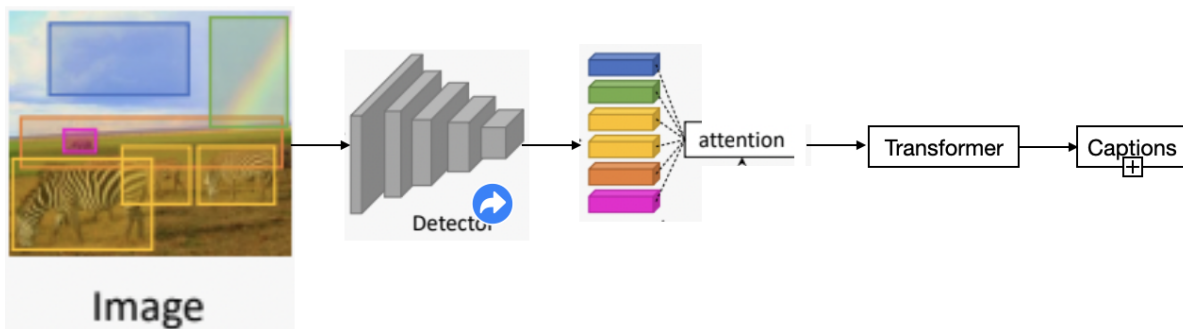 Image
Detector
attention
Transformer
Captions